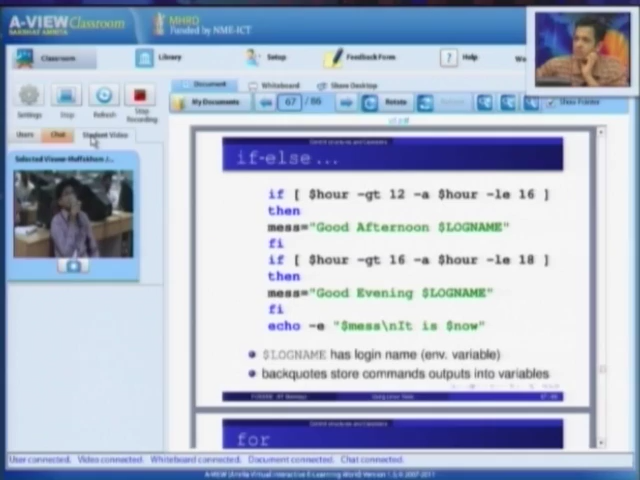 A-VIEW Classroom
MHRD
Funded by NME-ICT
Classroom
Library
Setup
Feedback Form
? Help
Settings
Stop
Refresh
Stop Recording
Document
Whiteboard
Share Desktop
My Documents
67 / 86
Rotate
Show Pointer
Users
Chat
Student Video
if-else ...
if [ $hour -gt 12 -a $hour -le 16 ]
then
mess="Good Afternoon $LOGNAME"
fi
if [ $hour -gt 16 -a $hour -le 18 ]
then
mess="Good Evening $LOGNAME"
fi
echo -e "$mess\nIt is $now"
$LOGNAME has login name (env. variable)
backquotes store commands outputs into variables
for
User connected. Video connected. Whiteboard connected. Document connected. Chat connected.